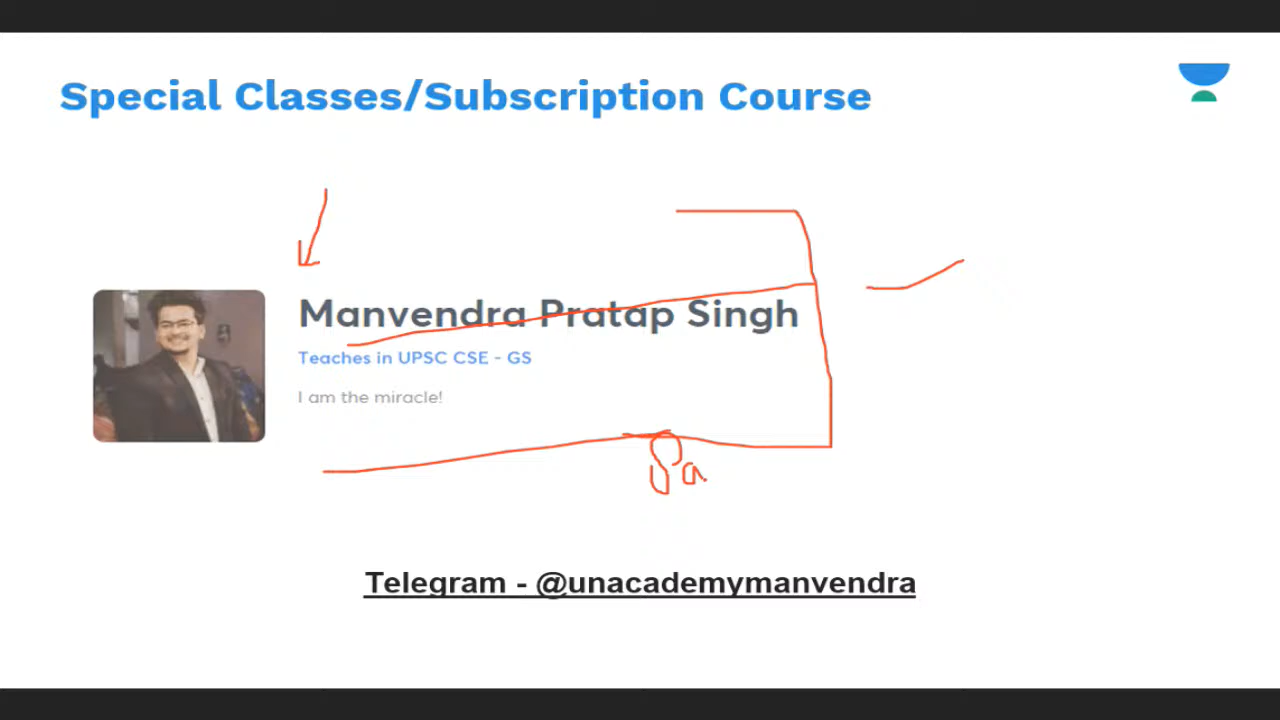 Special Classes/Subscription Course
Manvendra Pratap Singh
Teaches in UPSC CSE - GS
I am the miracle!
Telegram - @unacademymanvendra